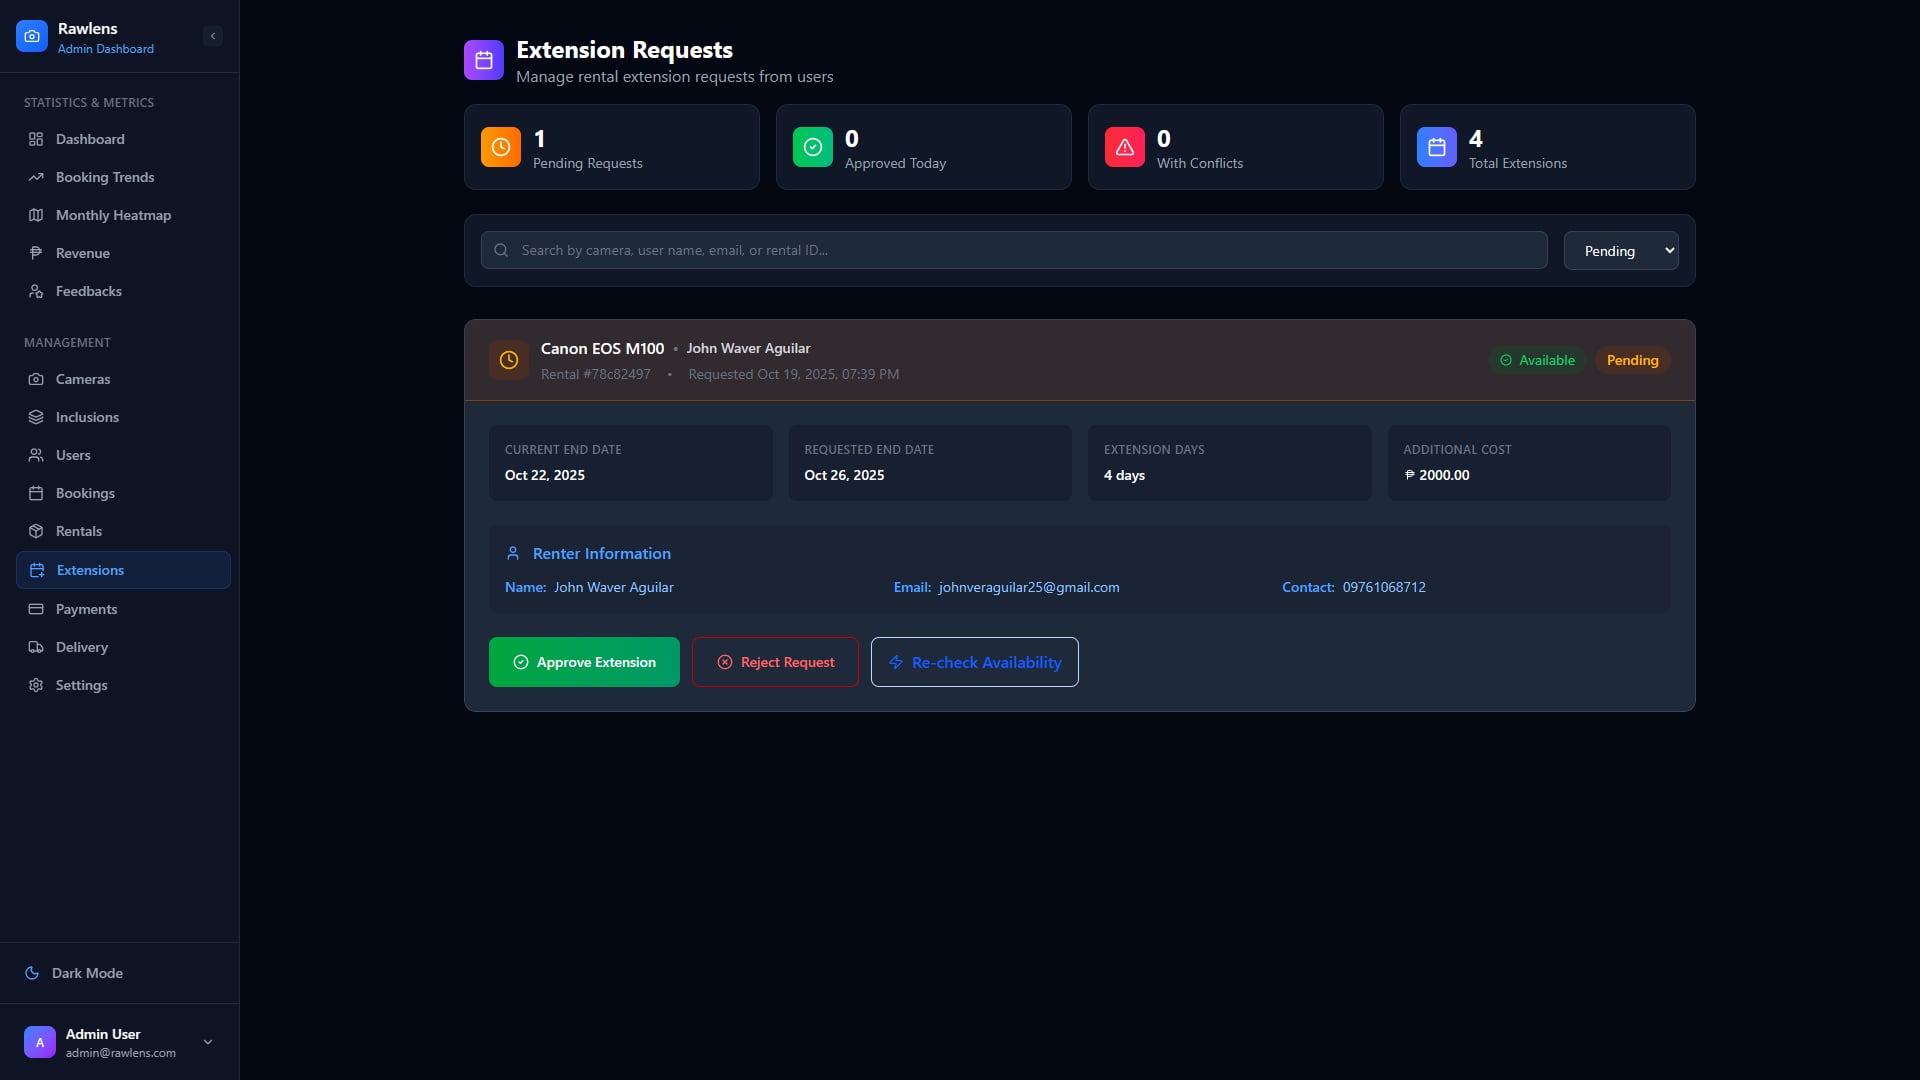 Rawlens
Admin Dashboard
STATISTICS & METRICS
Dashboard
Booking Trends
Monthly Heatmap
Revenue
Feedbacks
MANAGEMENT
Cameras
Inclusions
Users
Bookings
Rentals
Extensions
Payments
Delivery
Settings
Dark Mode
A
Admin User
admin@rawlens.com
Extension Requests
Manage rental extension requests from users
1
Pending Requests
0
Approved Today
0
With Conflicts
4
Total Extensions
Search by camera, user name, email, or rental ID...
Pending
Canon EOS M100 • John Waver Aguilar
Rental #78c82497 • Requested Oct 19, 2025, 07:39 PM
Available
Pending
CURRENT END DATE
Oct 22, 2025
REQUESTED END DATE
Oct 26, 2025
EXTENSION DAYS
4 days
ADDITIONAL COST
₱ 2000.00
Renter Information
Name: John Waver Aguilar
Email: johnveraguilar25@gmail.com
Contact: 09761068712
Approve Extension
Reject Request
Re-check Availability